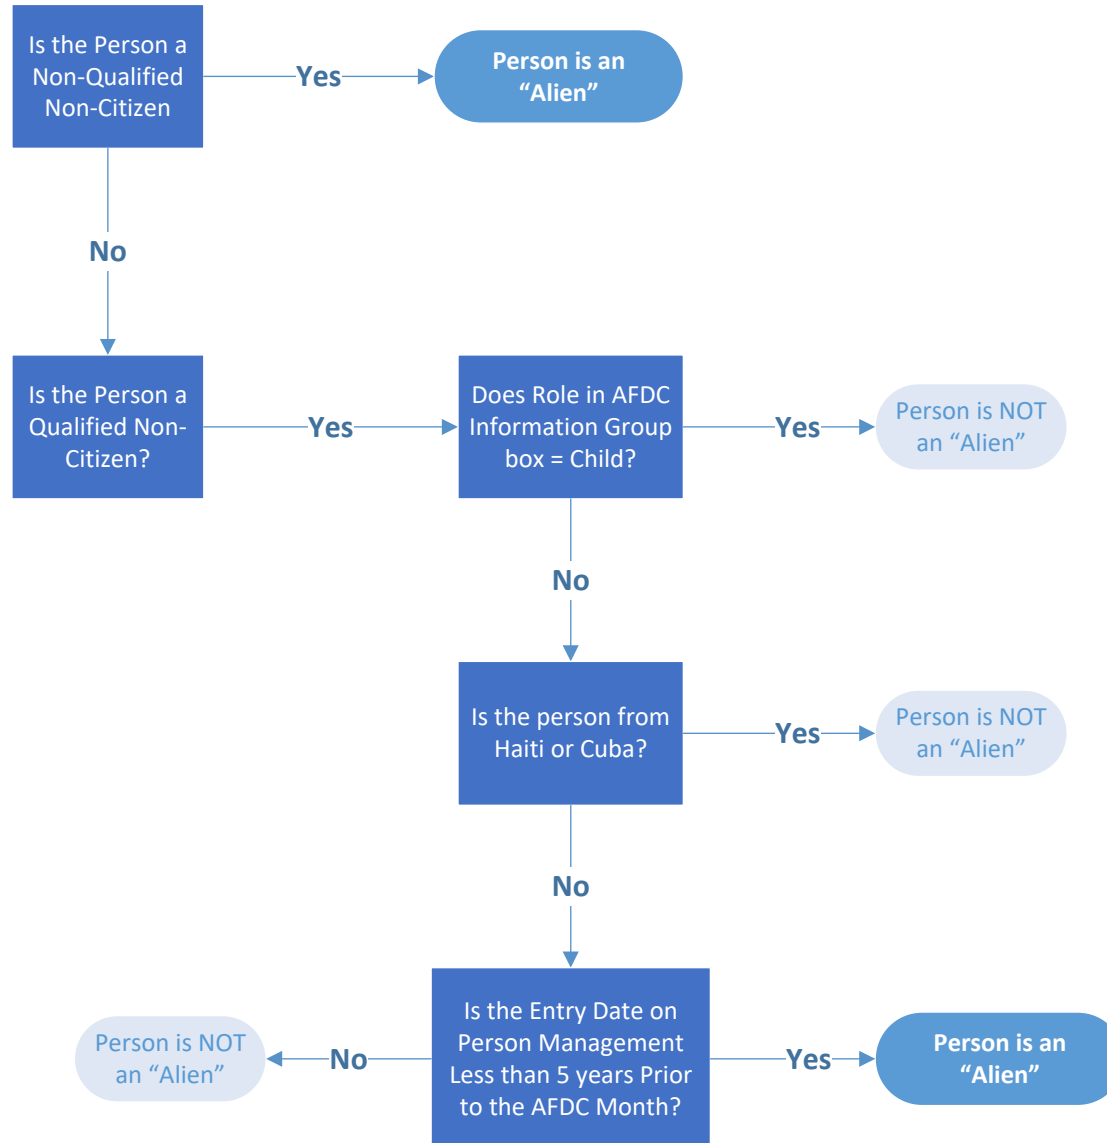 Is the Person a
Non-Qualified
Non-Citizen
Yes
Person is an
“Alien”
No
Is the Person a
Qualified Non-
Citizen?
Yes
Does Role in AFDC
Information Group
box = Child?
Yes
Person is NOT
an “Alien”
No
Is the person from
Haiti or Cuba?
Yes
Person is NOT
an “Alien”
No
Person is NOT
an “Alien”
No
Is the Entry Date on
Person Management
Less than 5 years Prior
to the AFDC Month?
Yes
Person is an
“Alien”